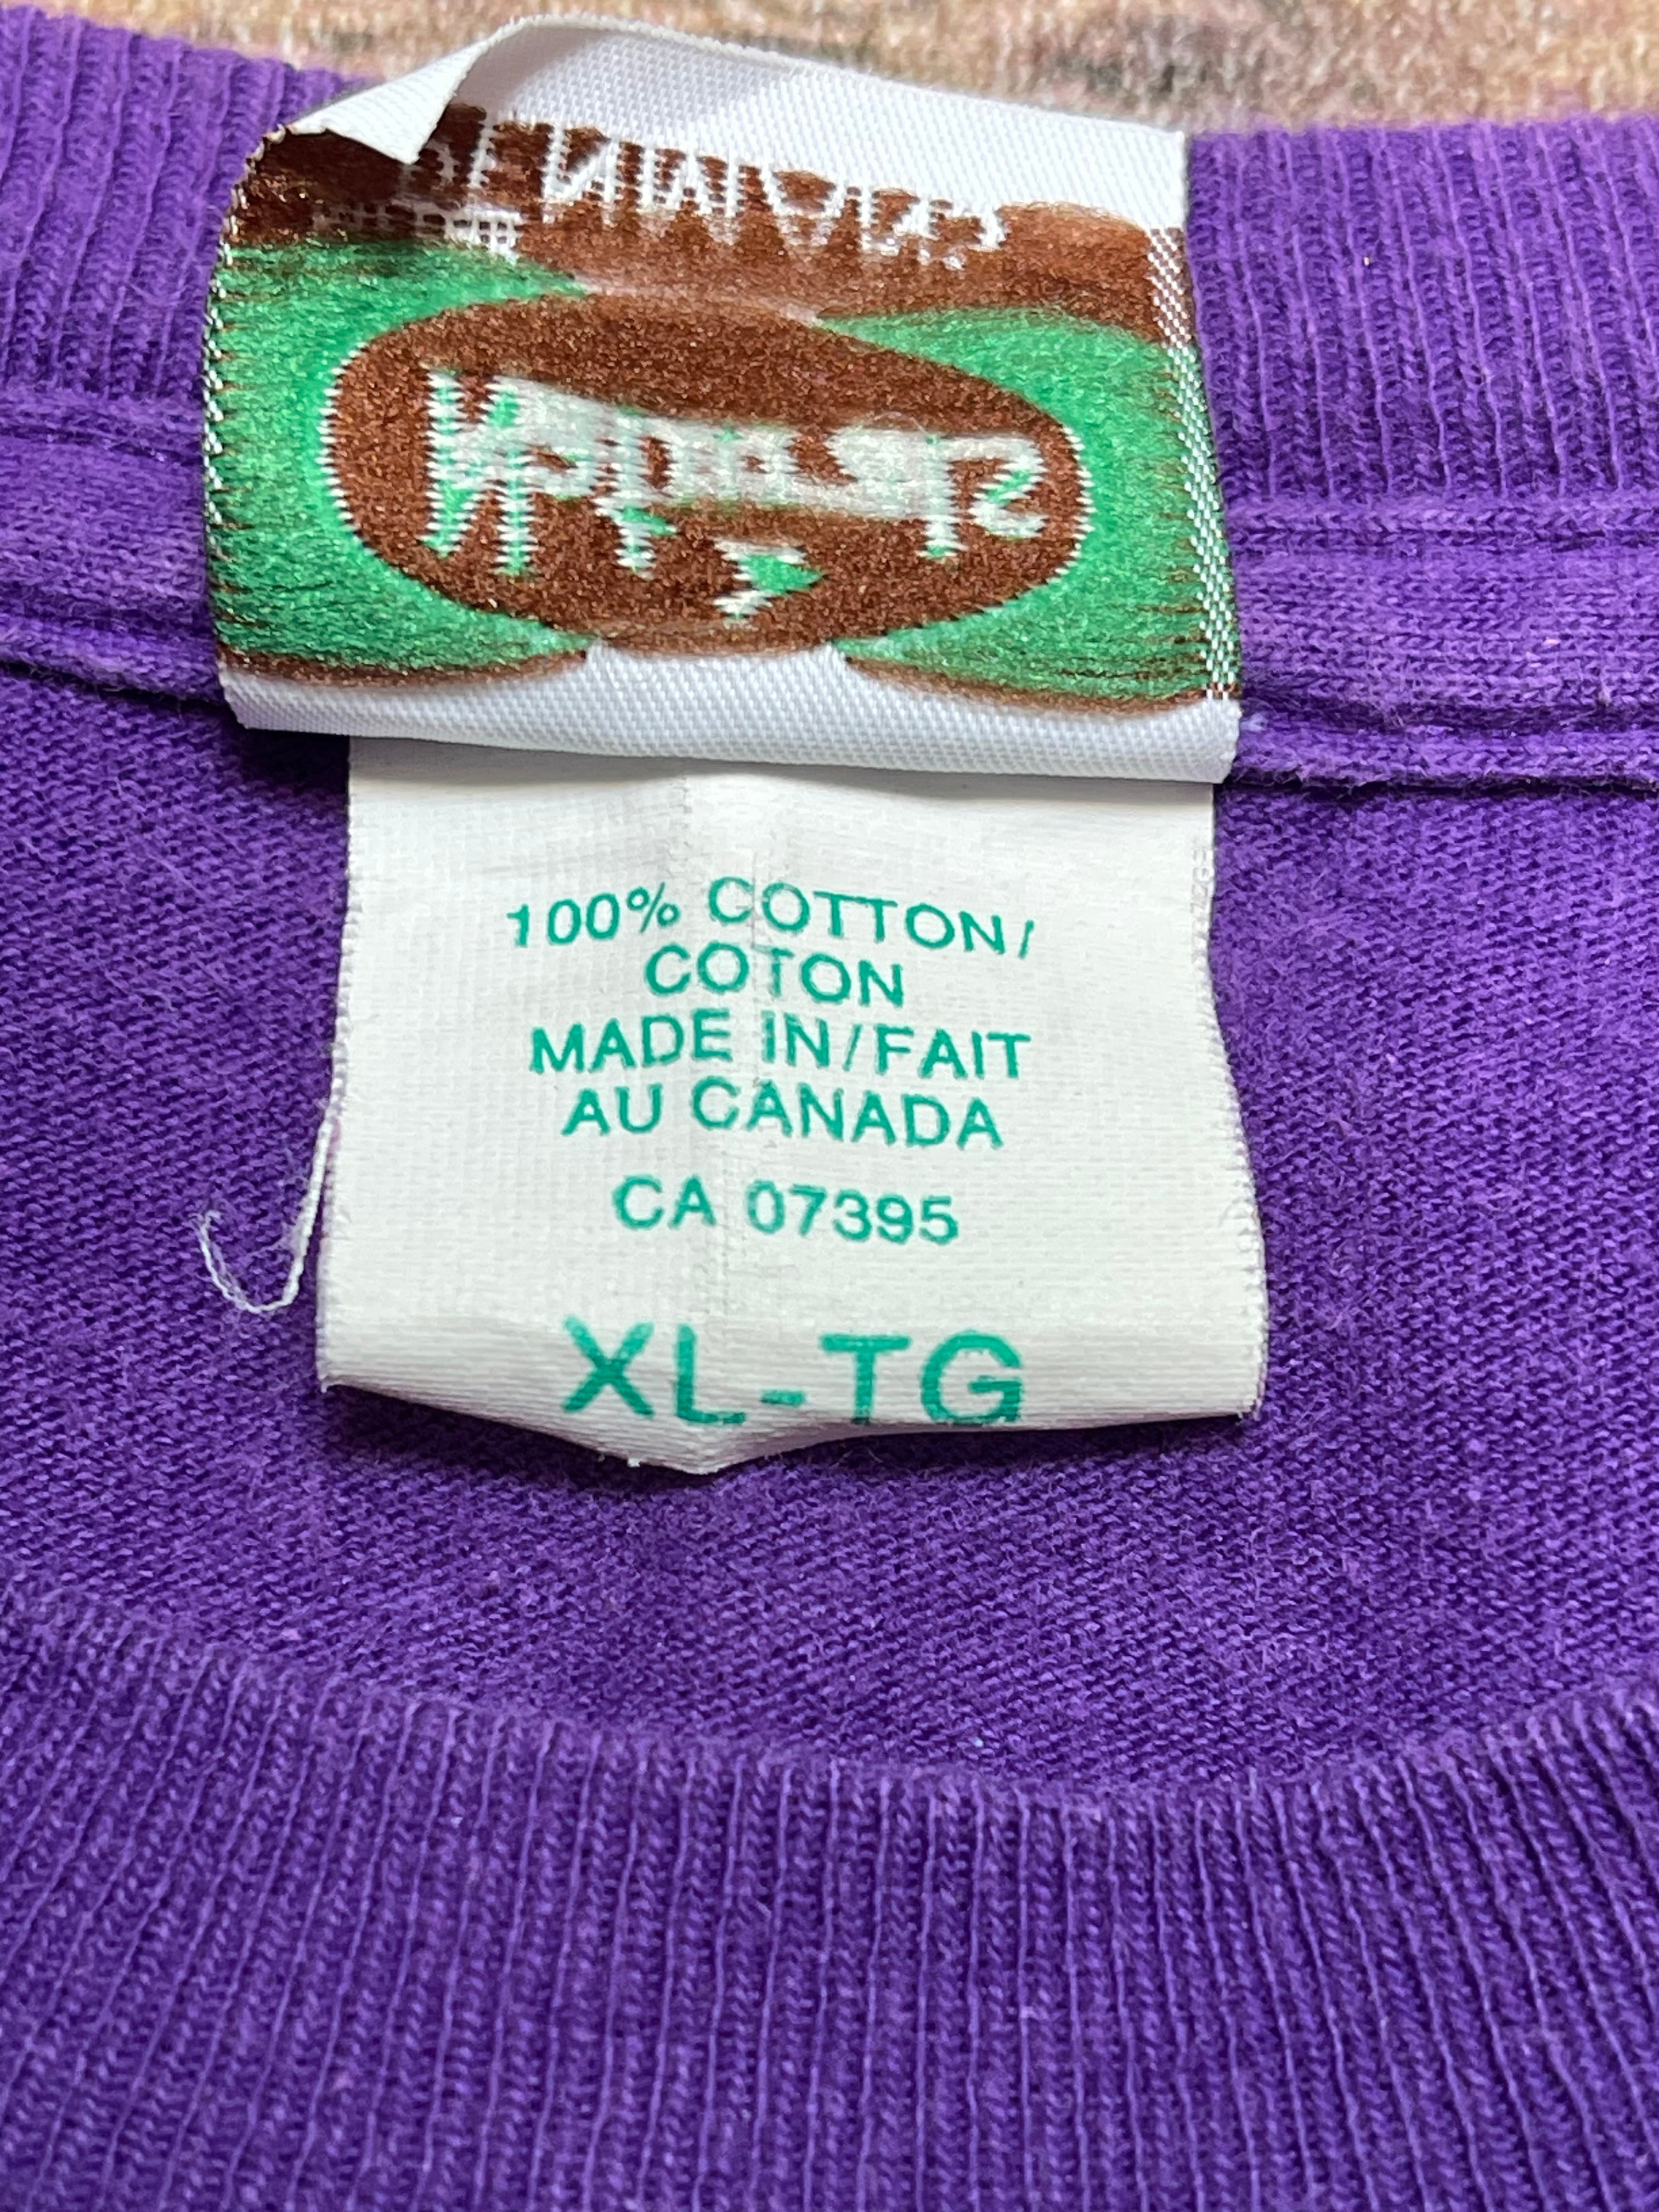 100% COTTON/
COTON
MADE IN/FAIT
AU CANADA
CA 07395
XL-TG